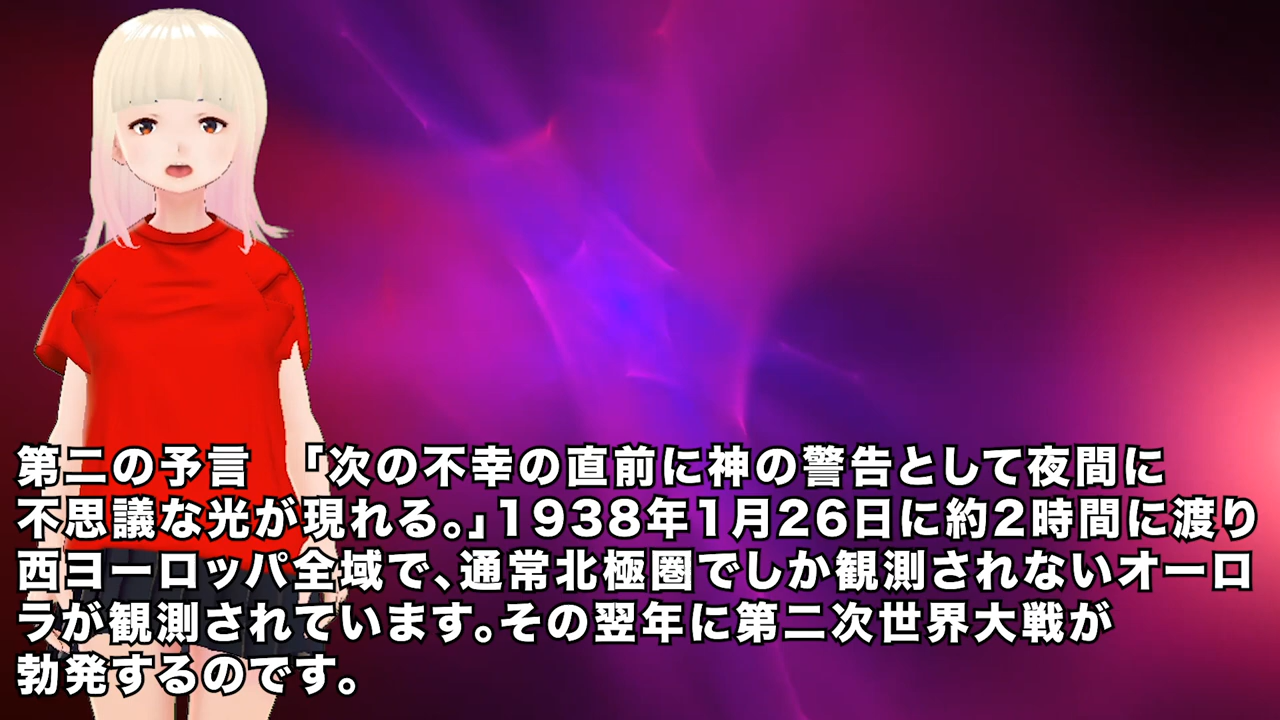 第二の予言　「次の不幸の直前に神の警告として夜間に
不思議な光が現れる。」1938年1月26日に約2時間に渡り
西ヨーロッパ全域で、通常北極圏でしか観測されないオーロ
ラが観測されています。その翌年に第二次世界大戦が
勃発するのです。